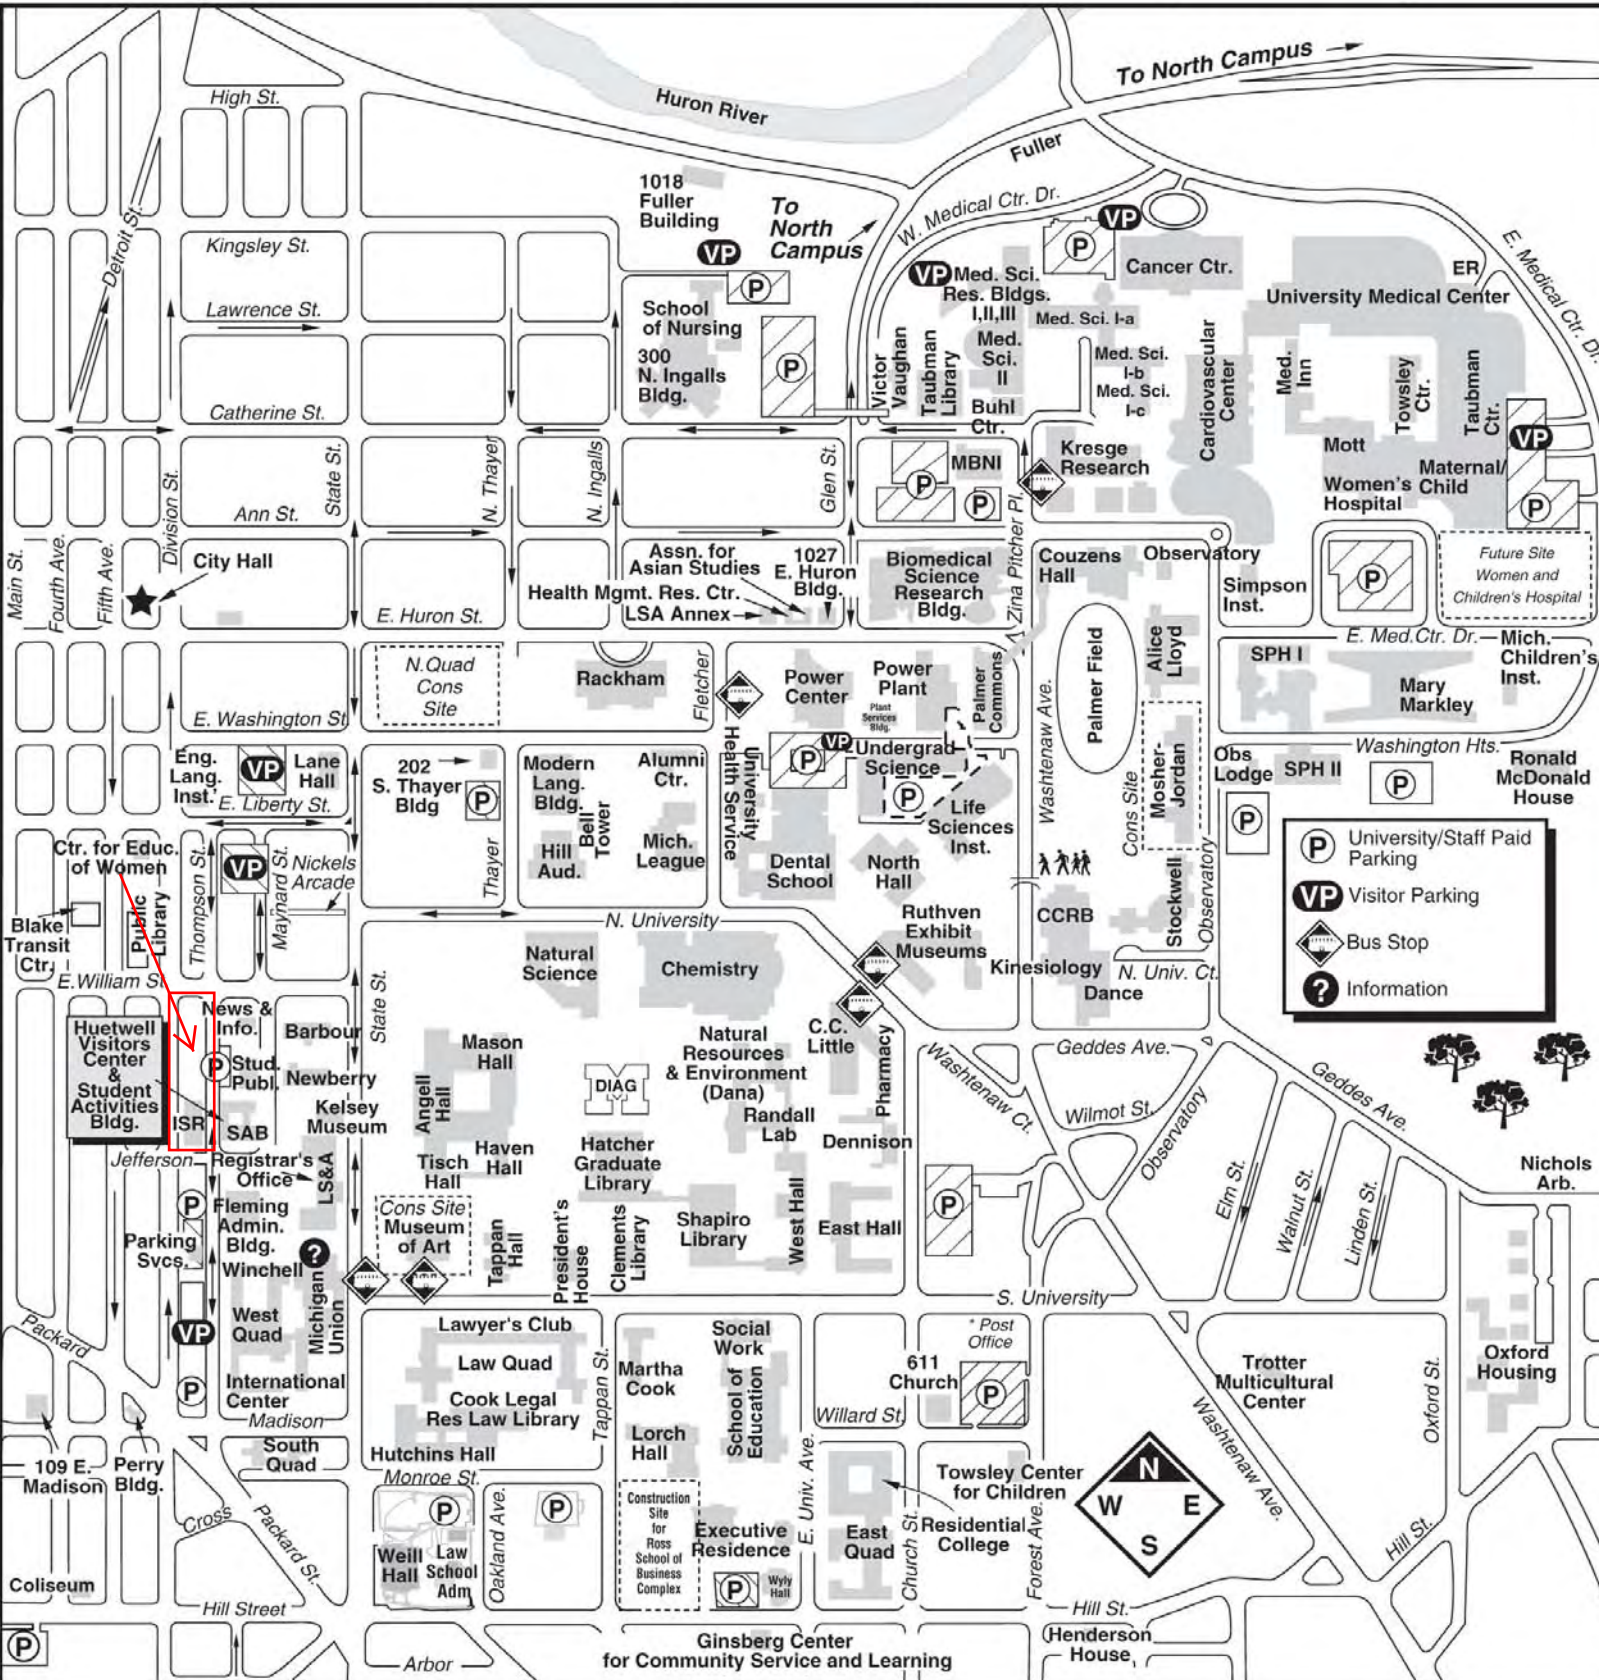 To North Campus
High St.
Huron River
Fuller
1018
Fuller
Building
To
North
Campus
W. Medical Ctr. Dr.
VP
Detroit St.
Kingsley St.
VP
P
Cancer Ctr.
ER
E. Medical Ctr. Dr.
VP
Med. Sci.
Res. Bldgs.
I,II,III
University Medical Center
P
Lawrence St.
School
of Nursing
Med. Sci. I-a
300
N. Ingalls
Bldg.
P
Victor
Vaughan
Taubman
Library
Med.
Sci.
II
Med. Sci.
I-b
Med. Sci.
I-c
Cardiovascular
Center
Med.
Inn
Towsley
Ctr.
Taubman
Ctr.
Catherine St.
Buhl
Ctr.
VP
State St.
N. Thayer
N. Ingalls
Glen St.
MBNI
Kresge
Research
Mott
Maternal/
Child
Women's
Hospital
P
P
P
Division St.
Ann St.
Zina Pitcher Pl.
Main St.
Fourth Ave.
Fifth Ave.
City Hall
Assn. for
Asian Studies
1027
E. Huron
Bldg.
Health Mgmt. Res. Ctr.
LSA Annex
Biomedical
Science
Research
Bldg.
Couzens
Hall
Observatory
Simpson
Inst.
P
Future Site
Women and
Children's Hospital
E. Huron St.
E. Med.Ctr. Dr.
Mich.
Children's
Inst.
N.Quad
Cons
Site
Rackham
Fletcher
Power
Center
Power
Plant
Plant
Services
Bldg.
Palmer
Commons
Washtenaw Ave.
Palmer Field
Alice
Lloyd
SPH I
Mary
Markley
E. Washington St
Washington Hts.
Eng.
Lang.
Inst.
VP
Lane
Hall
202
S. Thayer
Bldg
P
Modern
Lang.
Bldg.
Alumni
Ctr.
University
Health Service
P
VP
Undergrad
Science
P
Life
Sciences
Inst.
Cons Site
Mosher-
Jordan
Obs
Lodge
SPH II
P
P
Ronald
McDonald
House
E. Liberty St.
Hill
Aud.
Bell
Tower
Mich.
League
Dental
School
North
Hall
Stockwell
Observatory
P
University/Staff Paid
Parking
VP
Visitor Parking
Bus Stop
?
Information
Ctr. for Educ.
of Women
Thompson St.
VP
Maynard St.
Nickels
Arcade
Thayer
Blake
Transit
Ctr.
Public
Library
N. University
Ruthven
Exhibit
Museums
CCRB
Kinesiology
N. Univ. Ct.
Dance
E.William St
Natural
Science
Chemistry
State St.
Huetwell
Visitors
Center
&
Student
Activities
Bldg.
News &
Info.
P
Stud.
Publ.
Barbour
Newberry
Mason
Hall
Angell
Hall
DIAG
Natural
Resources
& Environment
(Dana)
C.C.
Little
Pharmacy
Geddes Ave.
Washtenaw Ct.
Wilmot St.
Geddes Ave.
ISR
SAB
Kelsey
Museum
Haven
Hall
Tisch
Hall
Hatcher
Graduate
Library
Randall
Lab
Dennison
Observatory
Jefferson
Registrar's
Office
LS&A
P
Fleming
Admin.
Bldg.
Parking
Svcs.
Winchell
?
Cons Site
Museum
of Art
Tappan
Hall
President's
House
Clements
Library
Shapiro
Library
West Hall
East Hall
P
Elm St.
Walnut St.
Linden St.
Nichols
Arb.
S. University
Packard
VP
West
Quad
Michigan
Union
P
International
Center
Madison
Lawyer's Club
Law Quad
Cook Legal
Res Law Library
Hutchins Hall
Tappan St.
Martha
Cook
Lorch
Hall
Social
Work
School of
Education
* Post
Office
611
Church
P
Willard St.
Trotter
Multicultural
Center
Oxford St.
Oxford
Housing
109 E.
Madison
Perry
Bldg.
South
Quad
Monroe St.
Cross
Packard St.
P
P
Weill
Hall
Law
School
Adm
Oakland Ave.
Construction
Site
for
Ross
School of
Business
Complex
Executive
Residence
P
Wyly
Hall
E. Univ. Ave.
East
Quad
Church St.
Towsley Center
for Children
Residential
College
Forest Ave.
N
W
E
S
Washtenaw Ave.
Hill St.
Coliseum
Hill Street
Hill St.
P
Arbor
Ginsberg Center
for Community Service and Learning
Henderson
House